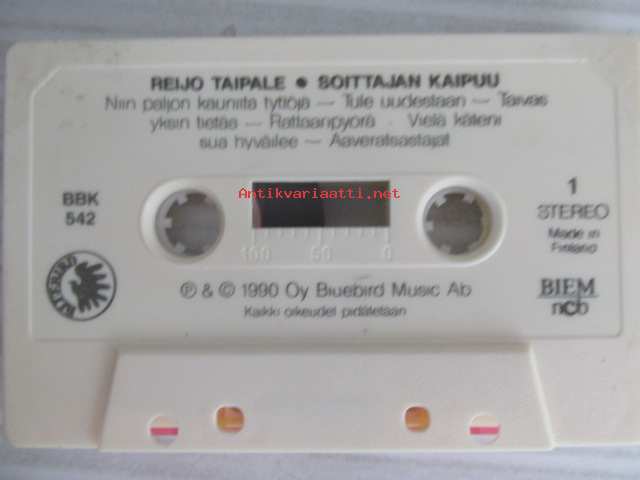 REIJO TAIPALE ● SOITTAJAN KAIPUU
Niin paljon kauniita tyttöjä — Tule uudestaan — Taivas
yksin tietää — Rattaanpyörä - Vielä käteni
sua hyväilee — Aaveratsastajat
Antikvariaatti.net
BBK
542
1
STEREO
Made in
Finland
100 50 0
BLUEBIRD
℗ & © 1990 Oy Bluebird Music Ab
Kaikki oikeudet pidätetään
BIEM
ncb